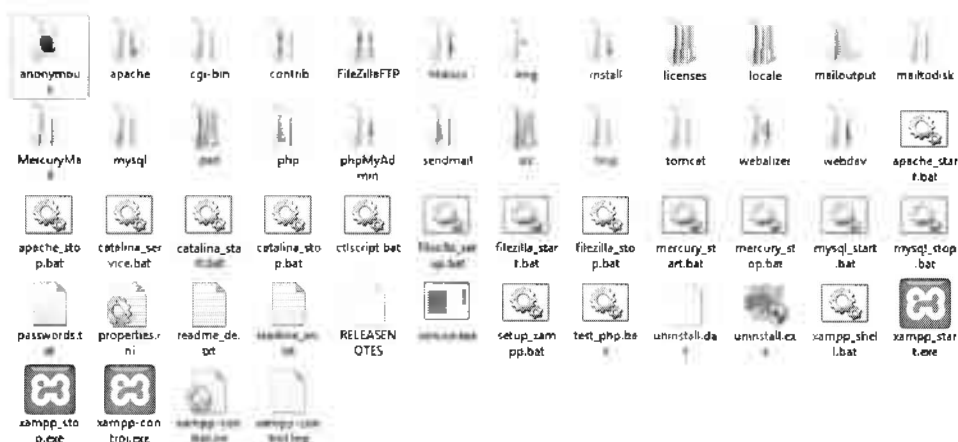 anonymou s apache cgi-bin contrib FileZillaFTP install licenses locale mailoutput mailtodisk
MercuryMa mysql php phpMyAd min sendmail tomcat webalizer webdav apache_star t.bat
apache_sto p.bat catalina_ser vice.bat catalina_sta catalina_sto p.bat ctlscript.bat filezilla_star t.bat filezilla_sto p.bat mercury_st art.bat mercury_st op.bat mysql_start .bat mysql_stop .bat
passwords.t properties.i ni readme_de. txt RELEASEN OTES setup_xam pp.bat test_php.ba t uninstall.da t uninstall.ex e xampp_shel l.bat xampp_star t.exe
xampp_sto p.exe xampp-con trol.exe